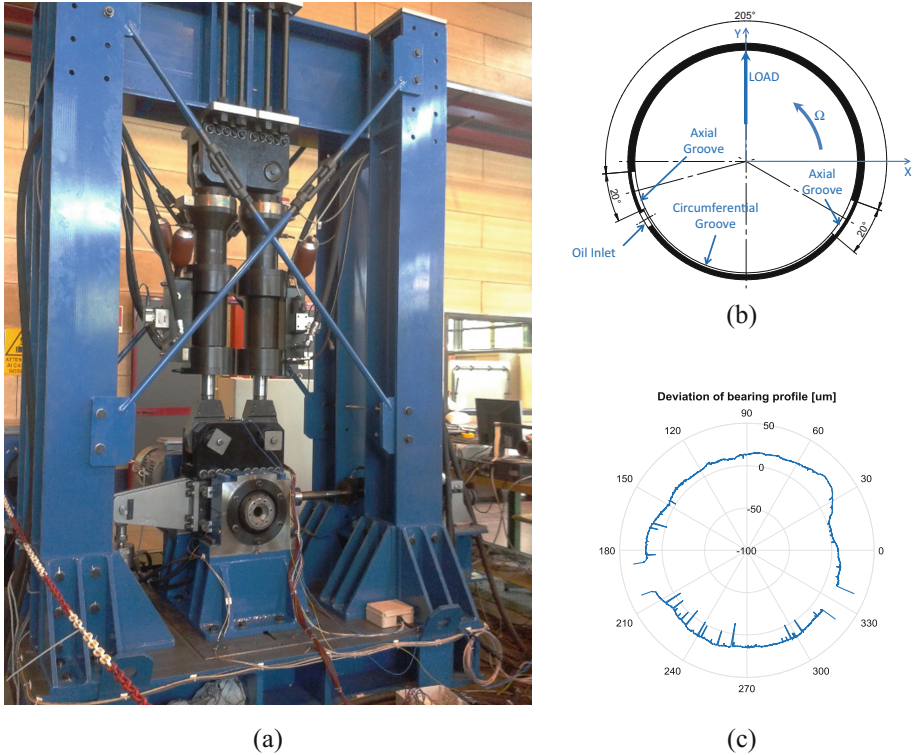 ATTENZ
205°
Y
LOAD
Ω
Axial
Groove
X
Axial
Groove
20°
20°
Circumferential
Groove
Oil Inlet
(b)
Deviation of bearing profile [um]
90
120
60
50
0
150
30
-50
180
-100
0
210
330
240
300
270
(a)
(c)